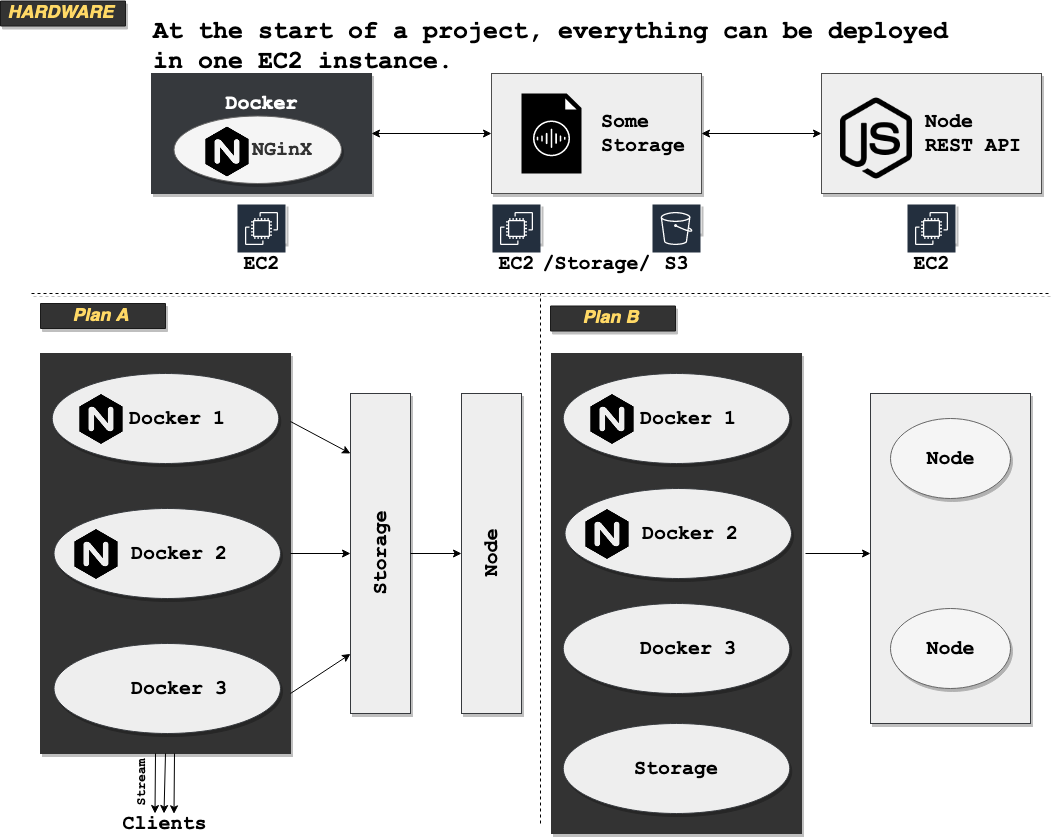 HARDWARE
At the start of a project, everything can be deployed
in one EC2 instance.
Docker
NGinX
Some
Storage
JS
Node
REST API
EC2
EC2 /Storage/ S3
EC2
Plan A
Docker 1
Docker 2
Docker 3
Storage
Node
Stream
Clients
Plan B
Docker 1
Docker 2
Docker 3
Storage
Node
Node